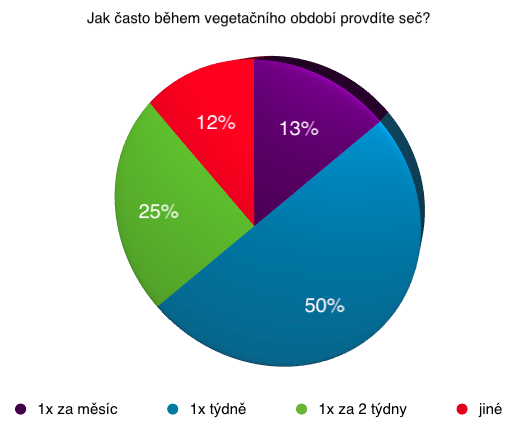 Jak často během vegetačního období provdíte seč?
12%
13%
25%
50%
1x za měsíc
1x týdně
1x za 2 týdny
jiné